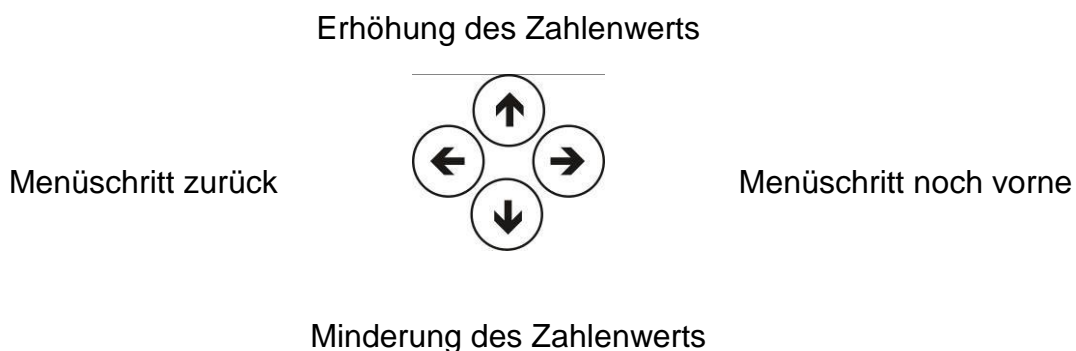 Erhöhung des Zahlenwerts
Menüschritt zurück
Menüschritt noch vorne
Minderung des Zahlenwerts